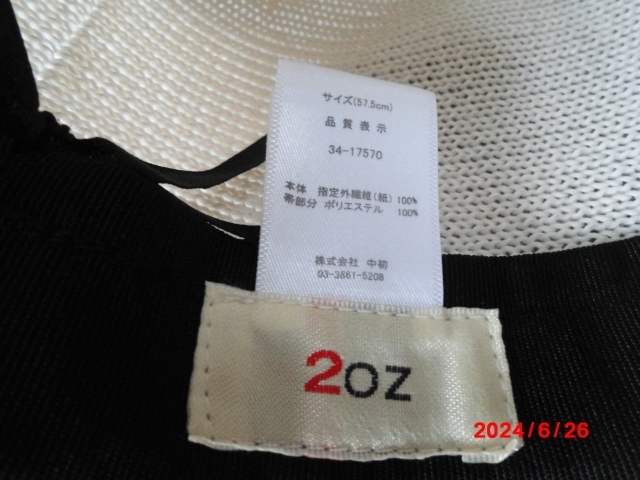 サイズ(57.5cm)
品質表示
34-17570
本体 指定外繊維(紙) 100%
帯部分 ポリエステル 100%
株式会社 中初
03-3861-5208
2oz
2024/6/26